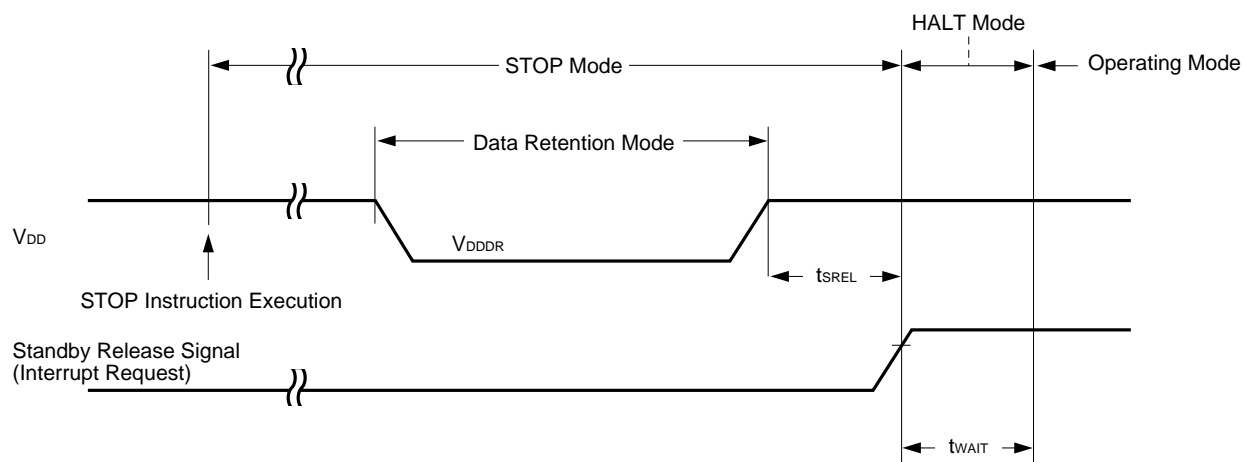 HALT Mode
STOP Mode
Operating Mode
Data Retention Mode
VDD
VDDDR
tSREL
STOP Instruction Execution
Standby Release Signal
(Interrupt Request)
tWAIT